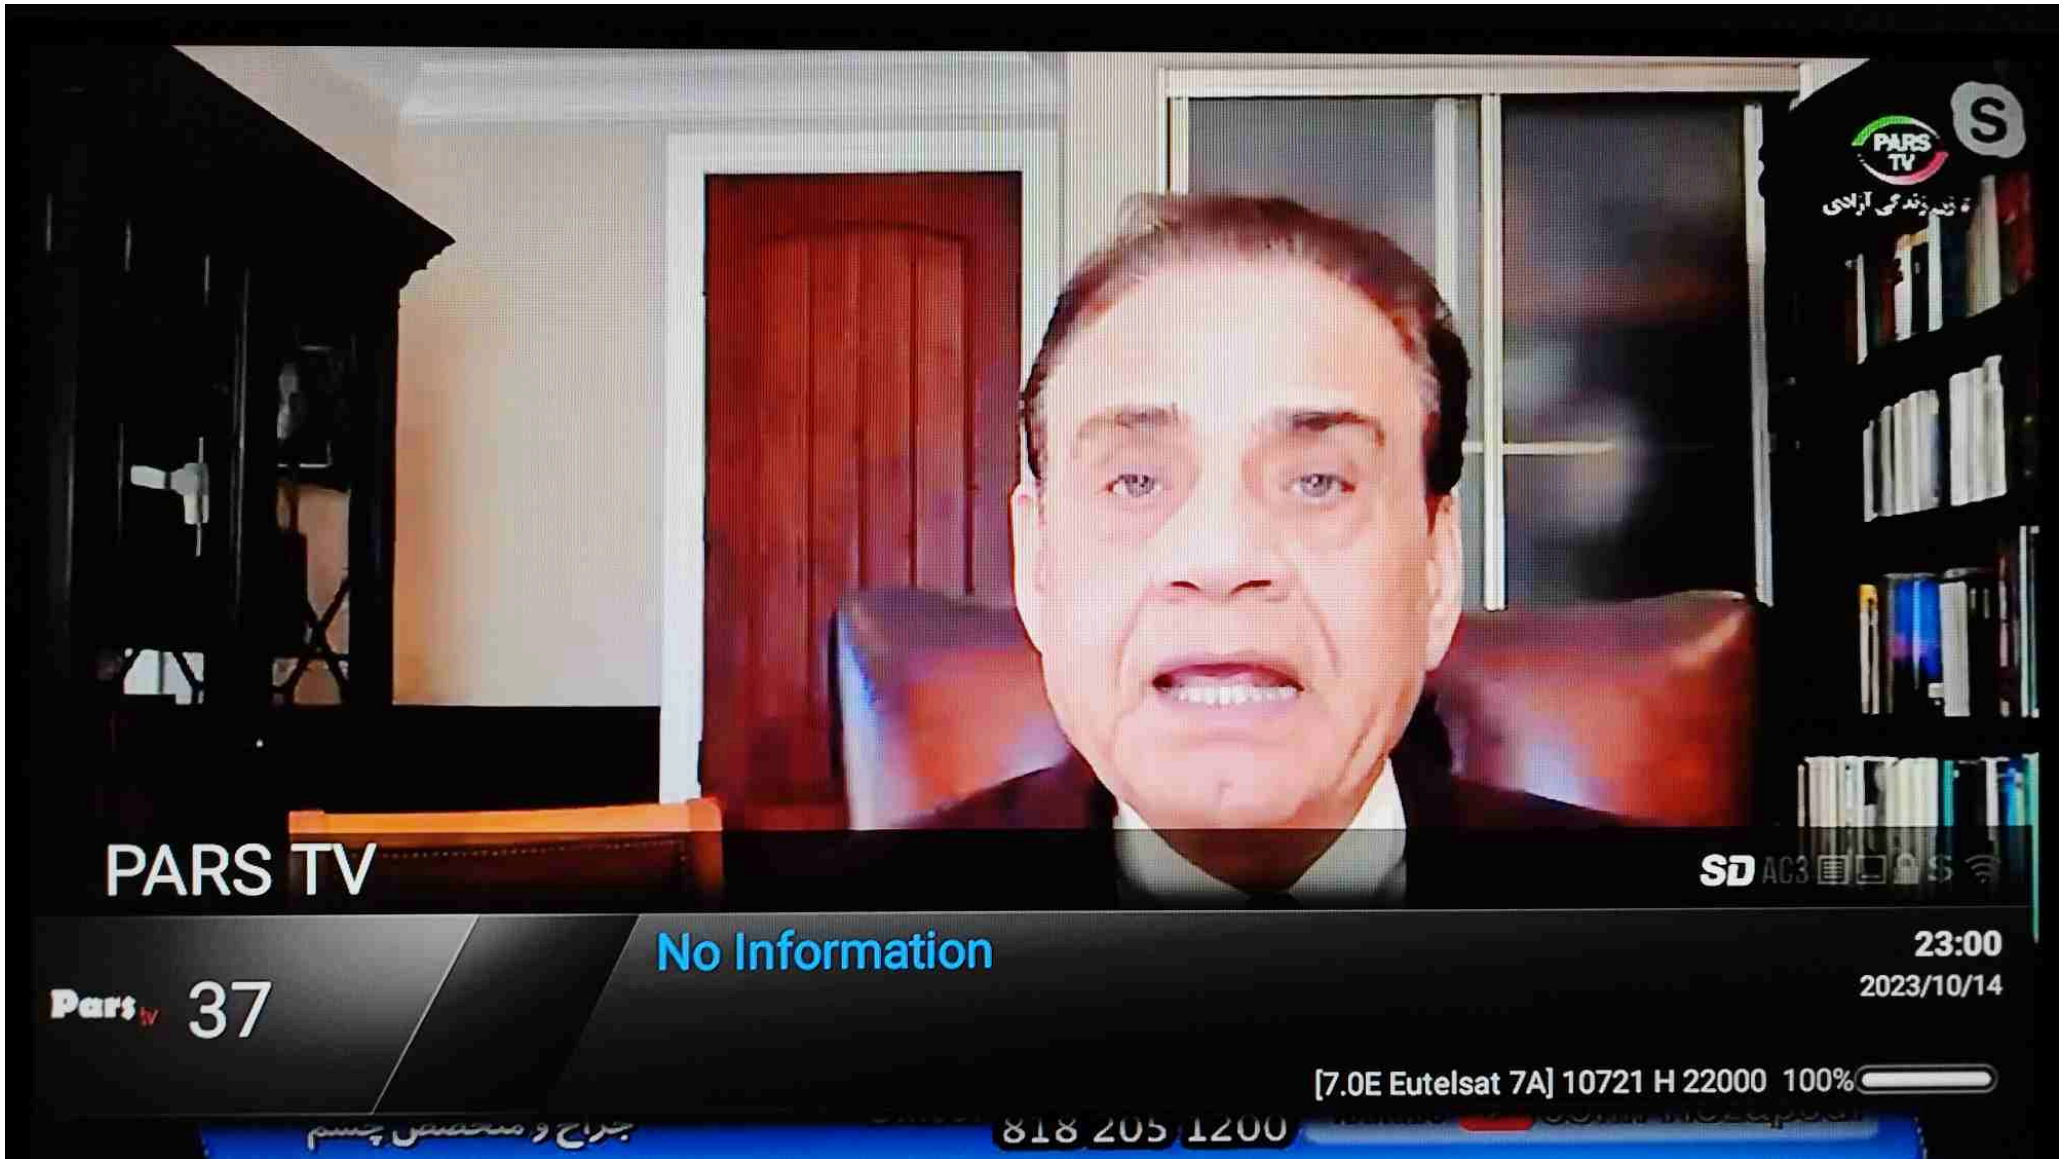 S
PARS
TV
زن زندگی آزادی
PARS TV
SD AC3 S
No Information
23:00
2023/10/14
Pars tv 37
[7.0E Eutelsat 7A] 10721 H 22000 100%
جراح و متخصص چشم
818 205 1200